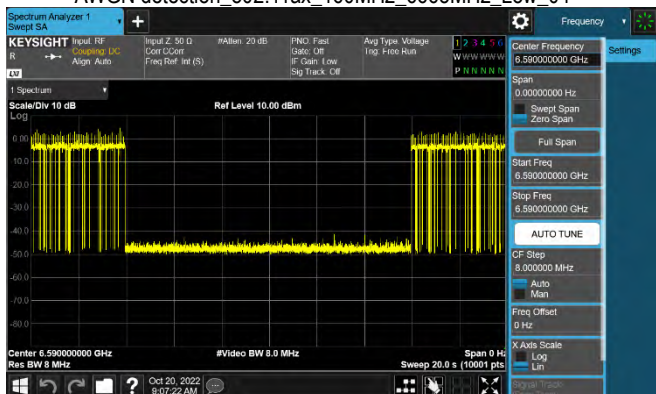 Spectrum Analyzer 1
Swept SA
+
Frequency
KEYSIGHT
Input: RF
Coupling: DC
Align: Auto
R
LXI
Input Z: 50 Ω
Corr CCorr
Freq Ref: Int (S)
#Atten: 20 dB
PNO: Fast
Gate: Off
IF Gain: Low
Sig Track: Off
Avg Type: Voltage
Trig: Free Run
1 2 3 4 5 6
W W W W W W
P N N N N N
1 Spectrum
Scale/Div 10 dB
Ref Level 10.00 dBm
Log
0.00
-10.0
-20.0
-30.0
-40.0
-50.0
-60.0
-70.0
-80.0
Center 6.590000000 GHz
#Video BW 8.0 MHz
Span 0 Hz
Res BW 8 MHz
Sweep 20.0 s (10001 pts
Oct 20, 2022
9:07:22 AM
?
Center Frequency
6.590000000 GHz
Settings
Span
0.00000000 Hz
Swept Span
Zero Span
Full Span
Start Freq
6.590000000 GHz
Stop Freq
6.590000000 GHz
AUTO TUNE
CF Step
8.000000 MHz
Auto
Man
Freq Offset
0 Hz
X Axis Scale
Log
Lin
Signal Track